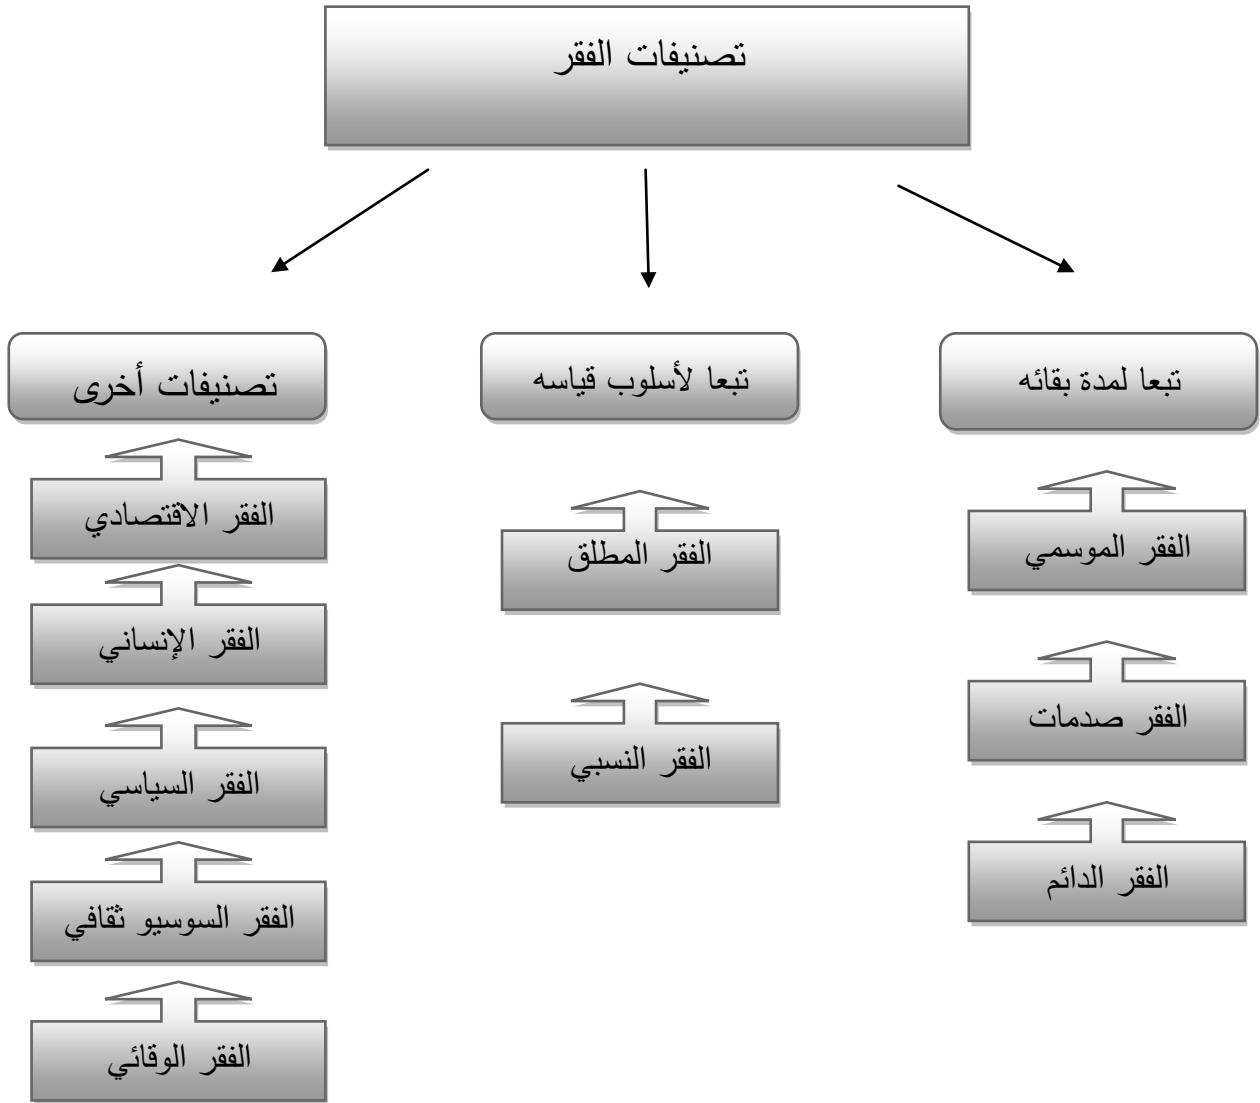 تصنيفات الفقر
تبعا لمدة بقائه
الفقر الموسمي
الفقر صدمات
الفقر الدائم
تبعا لأسلوب قياسه
الفقر المطلق
الفقر النسبي
تصنيفات أخرى
الفقر الاقتصادي
الفقر الإنساني
الفقر السياسي
الفقر السوسيو ثقافي
الفقر الوقائي